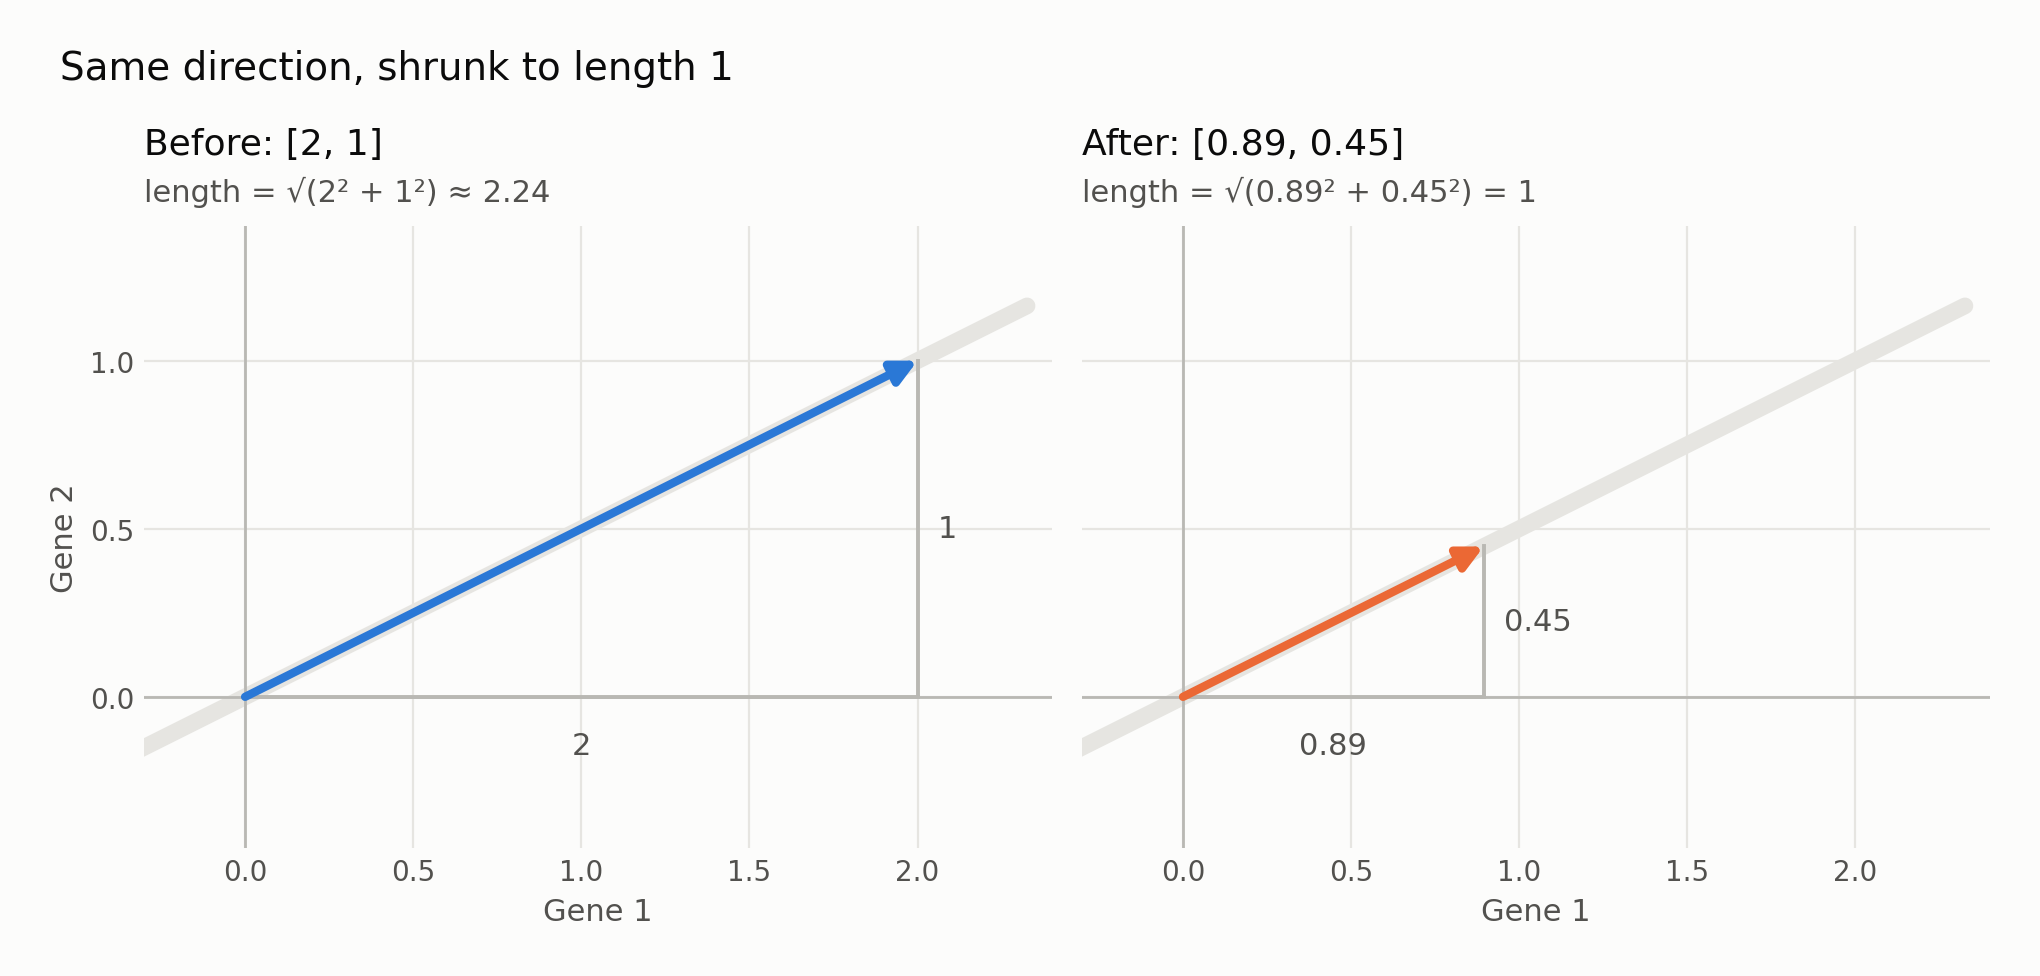 Same direction, shrunk to length 1
Before: [2, 1]
length = √(2² + 1²) ≈ 2.24
1.0
0.5
0.0
Gene 2
1
2
0.0 0.5 1.0 1.5 2.0
Gene 1
After: [0.89, 0.45]
length = √(0.89² + 0.45²) = 1
0.45
0.89
0.0 0.5 1.0 1.5 2.0
Gene 1